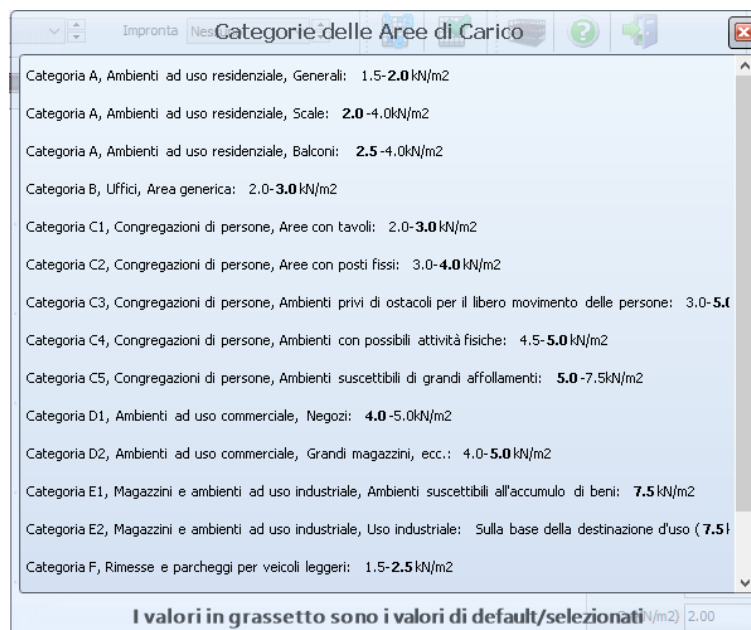 Impronta
Categorie delle Aree di Carico
Categoria A, Ambienti ad uso residenziale, Generali: 1.5-2.0 kN/m2
Categoria A, Ambienti ad uso residenziale, Scale: 2.0 -4.0kN/m2
Categoria A, Ambienti ad uso residenziale, Balconi: 2.5 -4.0kN/m2
Categoria B, Uffici, Area generica: 2.0-3.0 kN/m2
Categoria C1, Congregazioni di persone, Aree con tavoli: 2.0-3.0 kN/m2
Categoria C2, Congregazioni di persone, Aree con posti fissi: 3.0-4.0 kN/m2
Categoria C3, Congregazioni di persone, Ambienti privi di ostacoli per il libero movimento delle persone: 3.0-5.0
Categoria C4, Congregazioni di persone, Ambienti con possibili attività fisiche: 4.5-5.0 kN/m2
Categoria C5, Congregazioni di persone, Ambienti suscettibili di grandi affollamenti: 5.0 -7.5kN/m2
Categoria D1, Ambienti ad uso commerciale, Negozi: 4.0 -5.0kN/m2
Categoria D2, Ambienti ad uso commerciale, Grandi magazzini, ecc.: 4.0-5.0 kN/m2
Categoria E1, Magazzini e ambienti ad uso industriale, Ambienti suscettibili all'accumulo di beni: 7.5 kN/m2
Categoria E2, Magazzini e ambienti ad uso industriale, Uso industriale: Sulla base della destinazione d'uso ( 7.5
Categoria F, Rimesse e parcheggi per veicoli leggeri: 1.5-2.5 kN/m2
I valori in grassetto sono i valori di default/selezionati
N/m2) 2.00